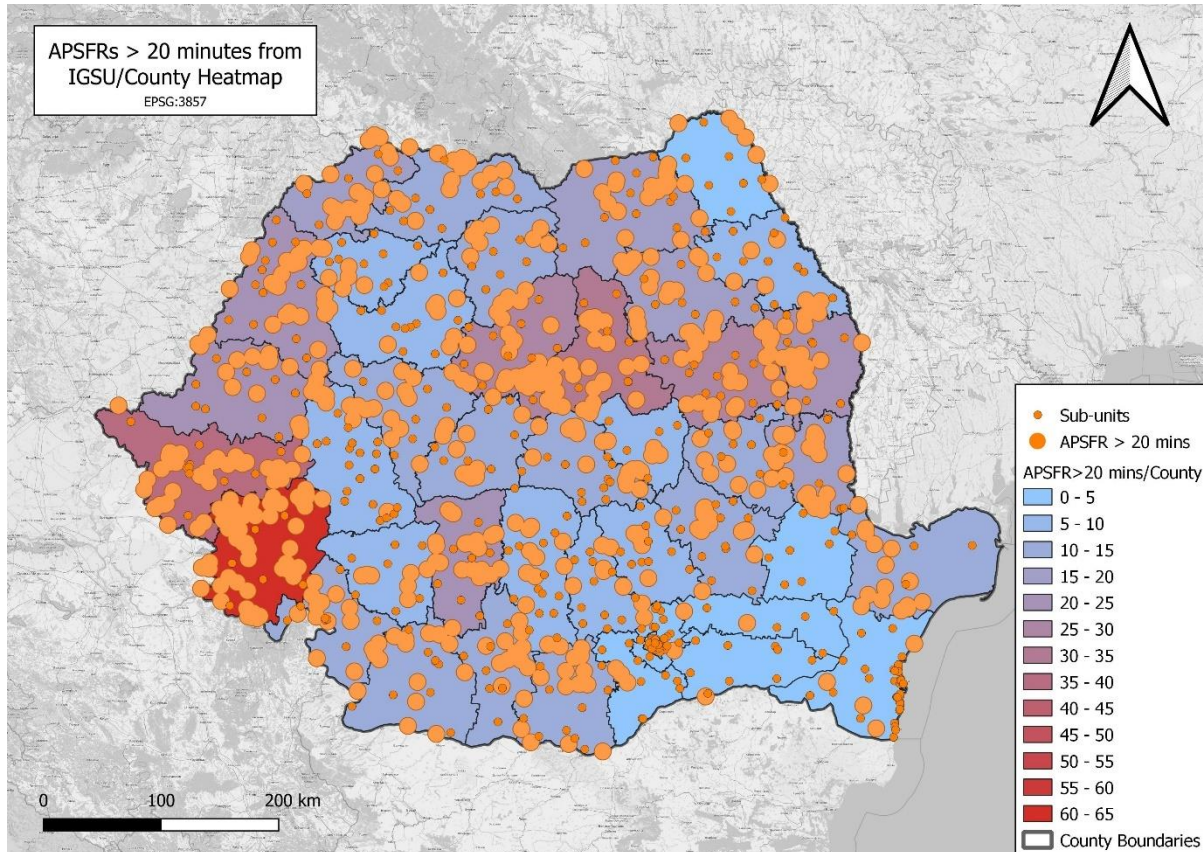 APSFRs > 20 minutes from
IGSU/County Heatmap
EPSG:3857
Sub-units
APSFR > 20 mins
APSFR>20 mins/County
0 - 5
5 - 10
10 - 15
15 - 20
20 - 25
25 - 30
30 - 35
35 - 40
40 - 45
45 - 50
50 - 55
55 - 60
60 - 65
County Boundaries
0 100 200 km